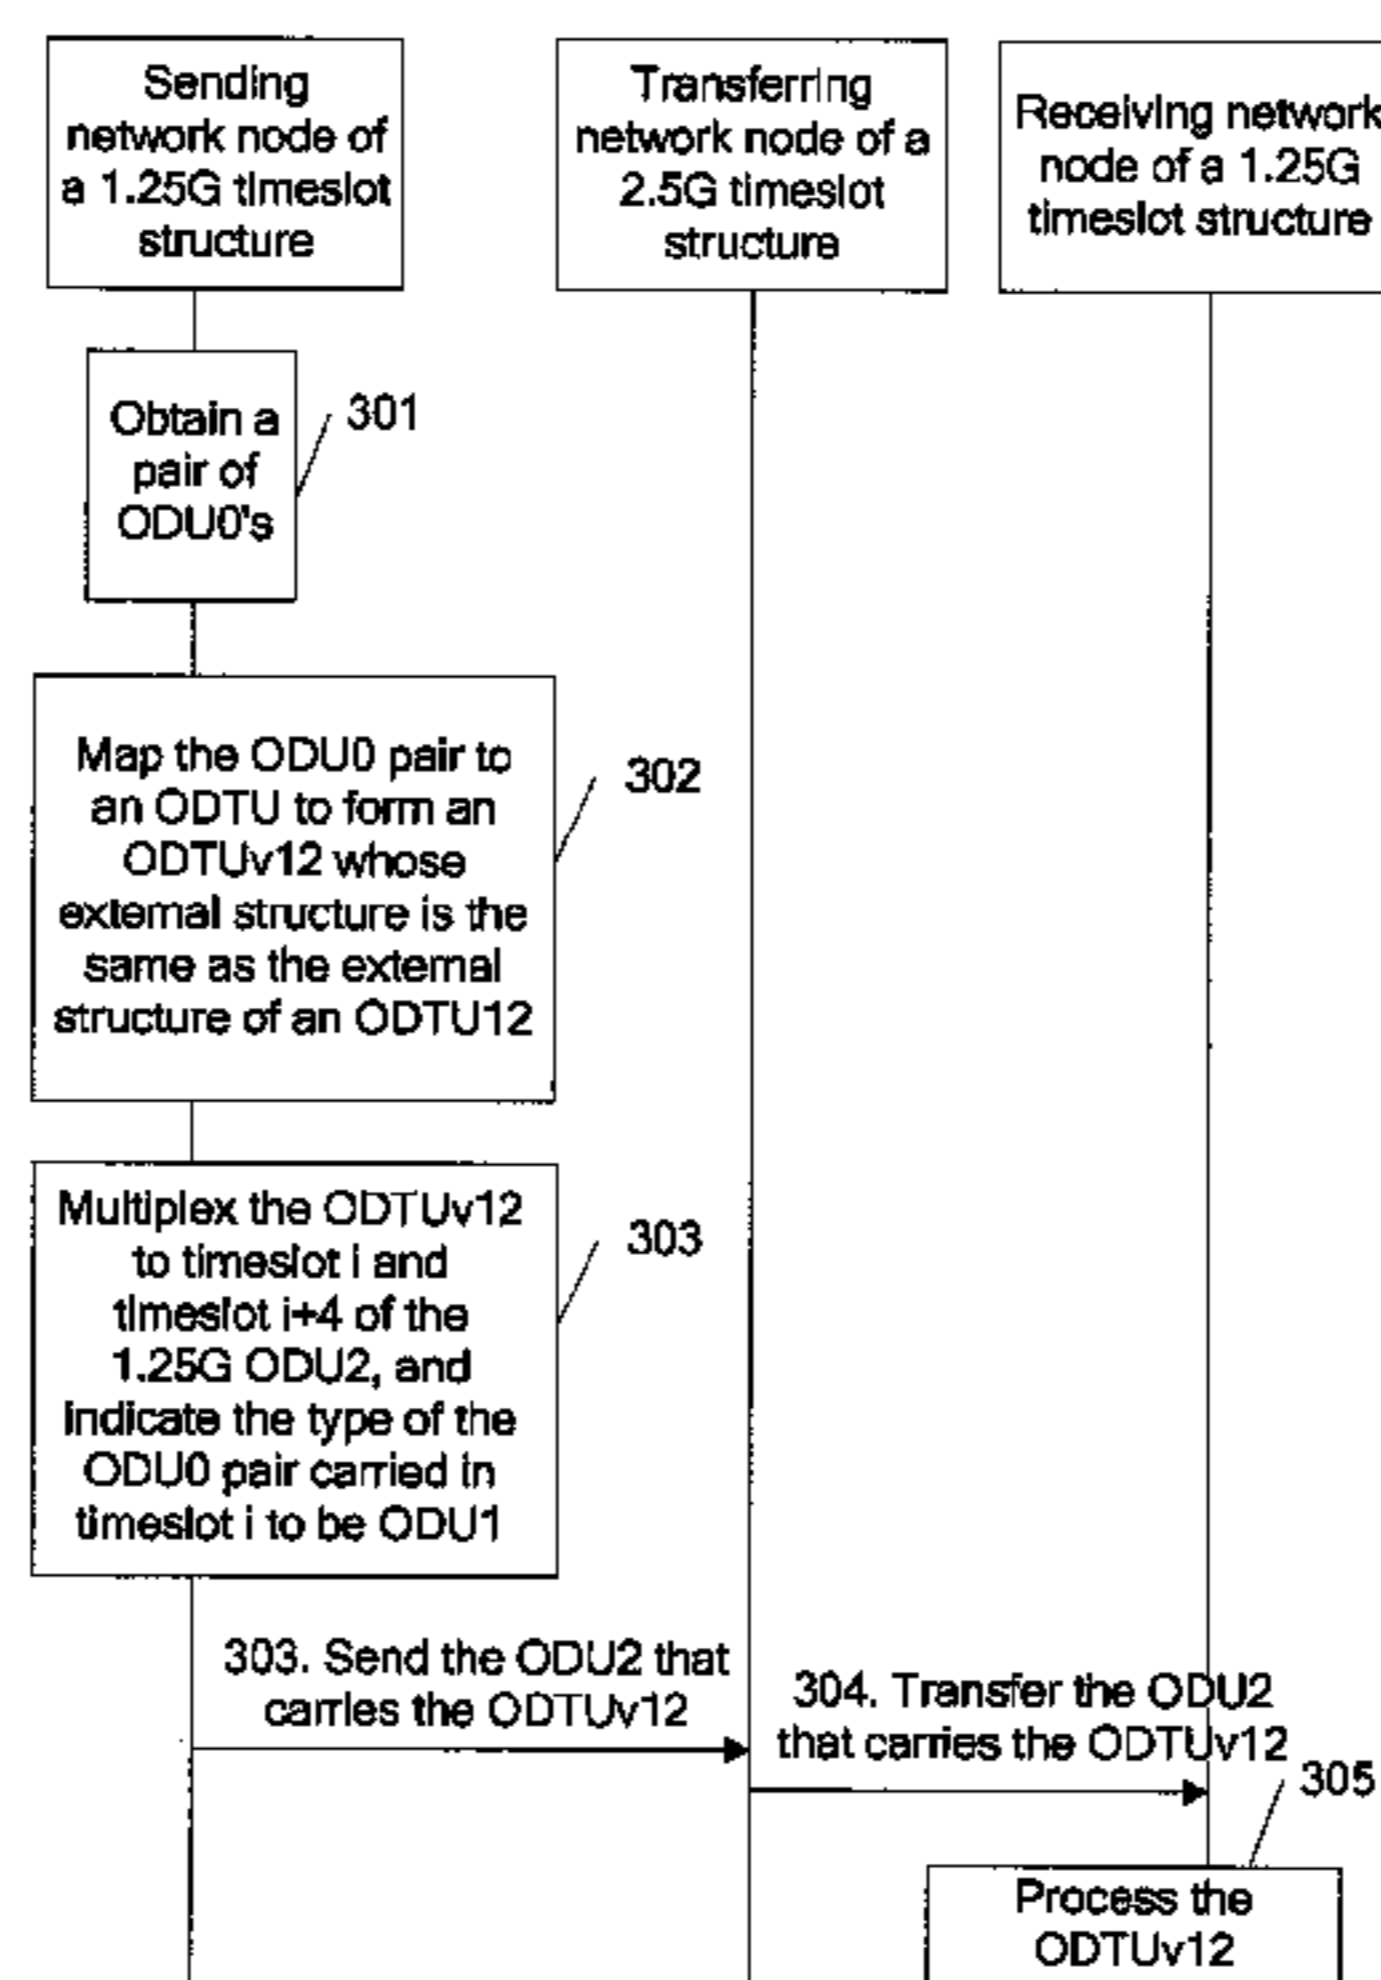 Sending
network node of
a 1.25G timeslot
structure
Transferring
network node of a
2.5G timeslot
structure
Receiving network
node of a 1.25G
timeslot structure
Obtain a
pair of
ODU0's
301
Map the ODU0 pair to
an ODTU to form an
ODTUv12 whose
external structure is the
same as the external
structure of an ODTU12
302
Multiplex the ODTUv12
to timeslot i and
timeslot i+4 of the
1.25G ODU2, and
indicate the type of the
ODU0 pair carried in
timeslot i to be ODU1
303
303. Send the ODU2 that
carries the ODTUv12
304. Transfer the ODU2
that carries the ODTUv12
305
Process the
ODTUv12